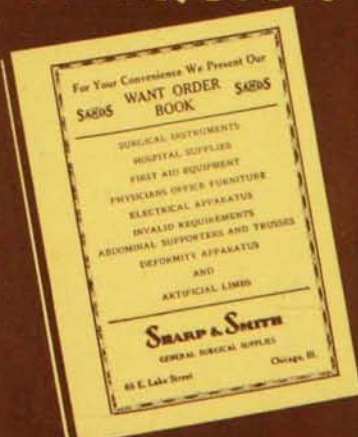 For Your Convenience We Present Our
SANDS WANT ORDER SANDS
BOOK
SURGICAL INSTRUMENTS
HOSPITAL SUPPLIES
FIRST AID EQUIPMENT
PHYSICIANS OFFICE FURNITURE
ELECTRICAL APPARATUS
INVALID REQUIREMENTS
ABDOMINAL SUPPORTERS AND TRUSSES
DEFORMITY APPARATUS
AND
ARTIFICIAL LIMBS
SHARP & SMITH
GENERAL SURGICAL SUPPLIES
65 E. Lake Street Chicago, Ill.